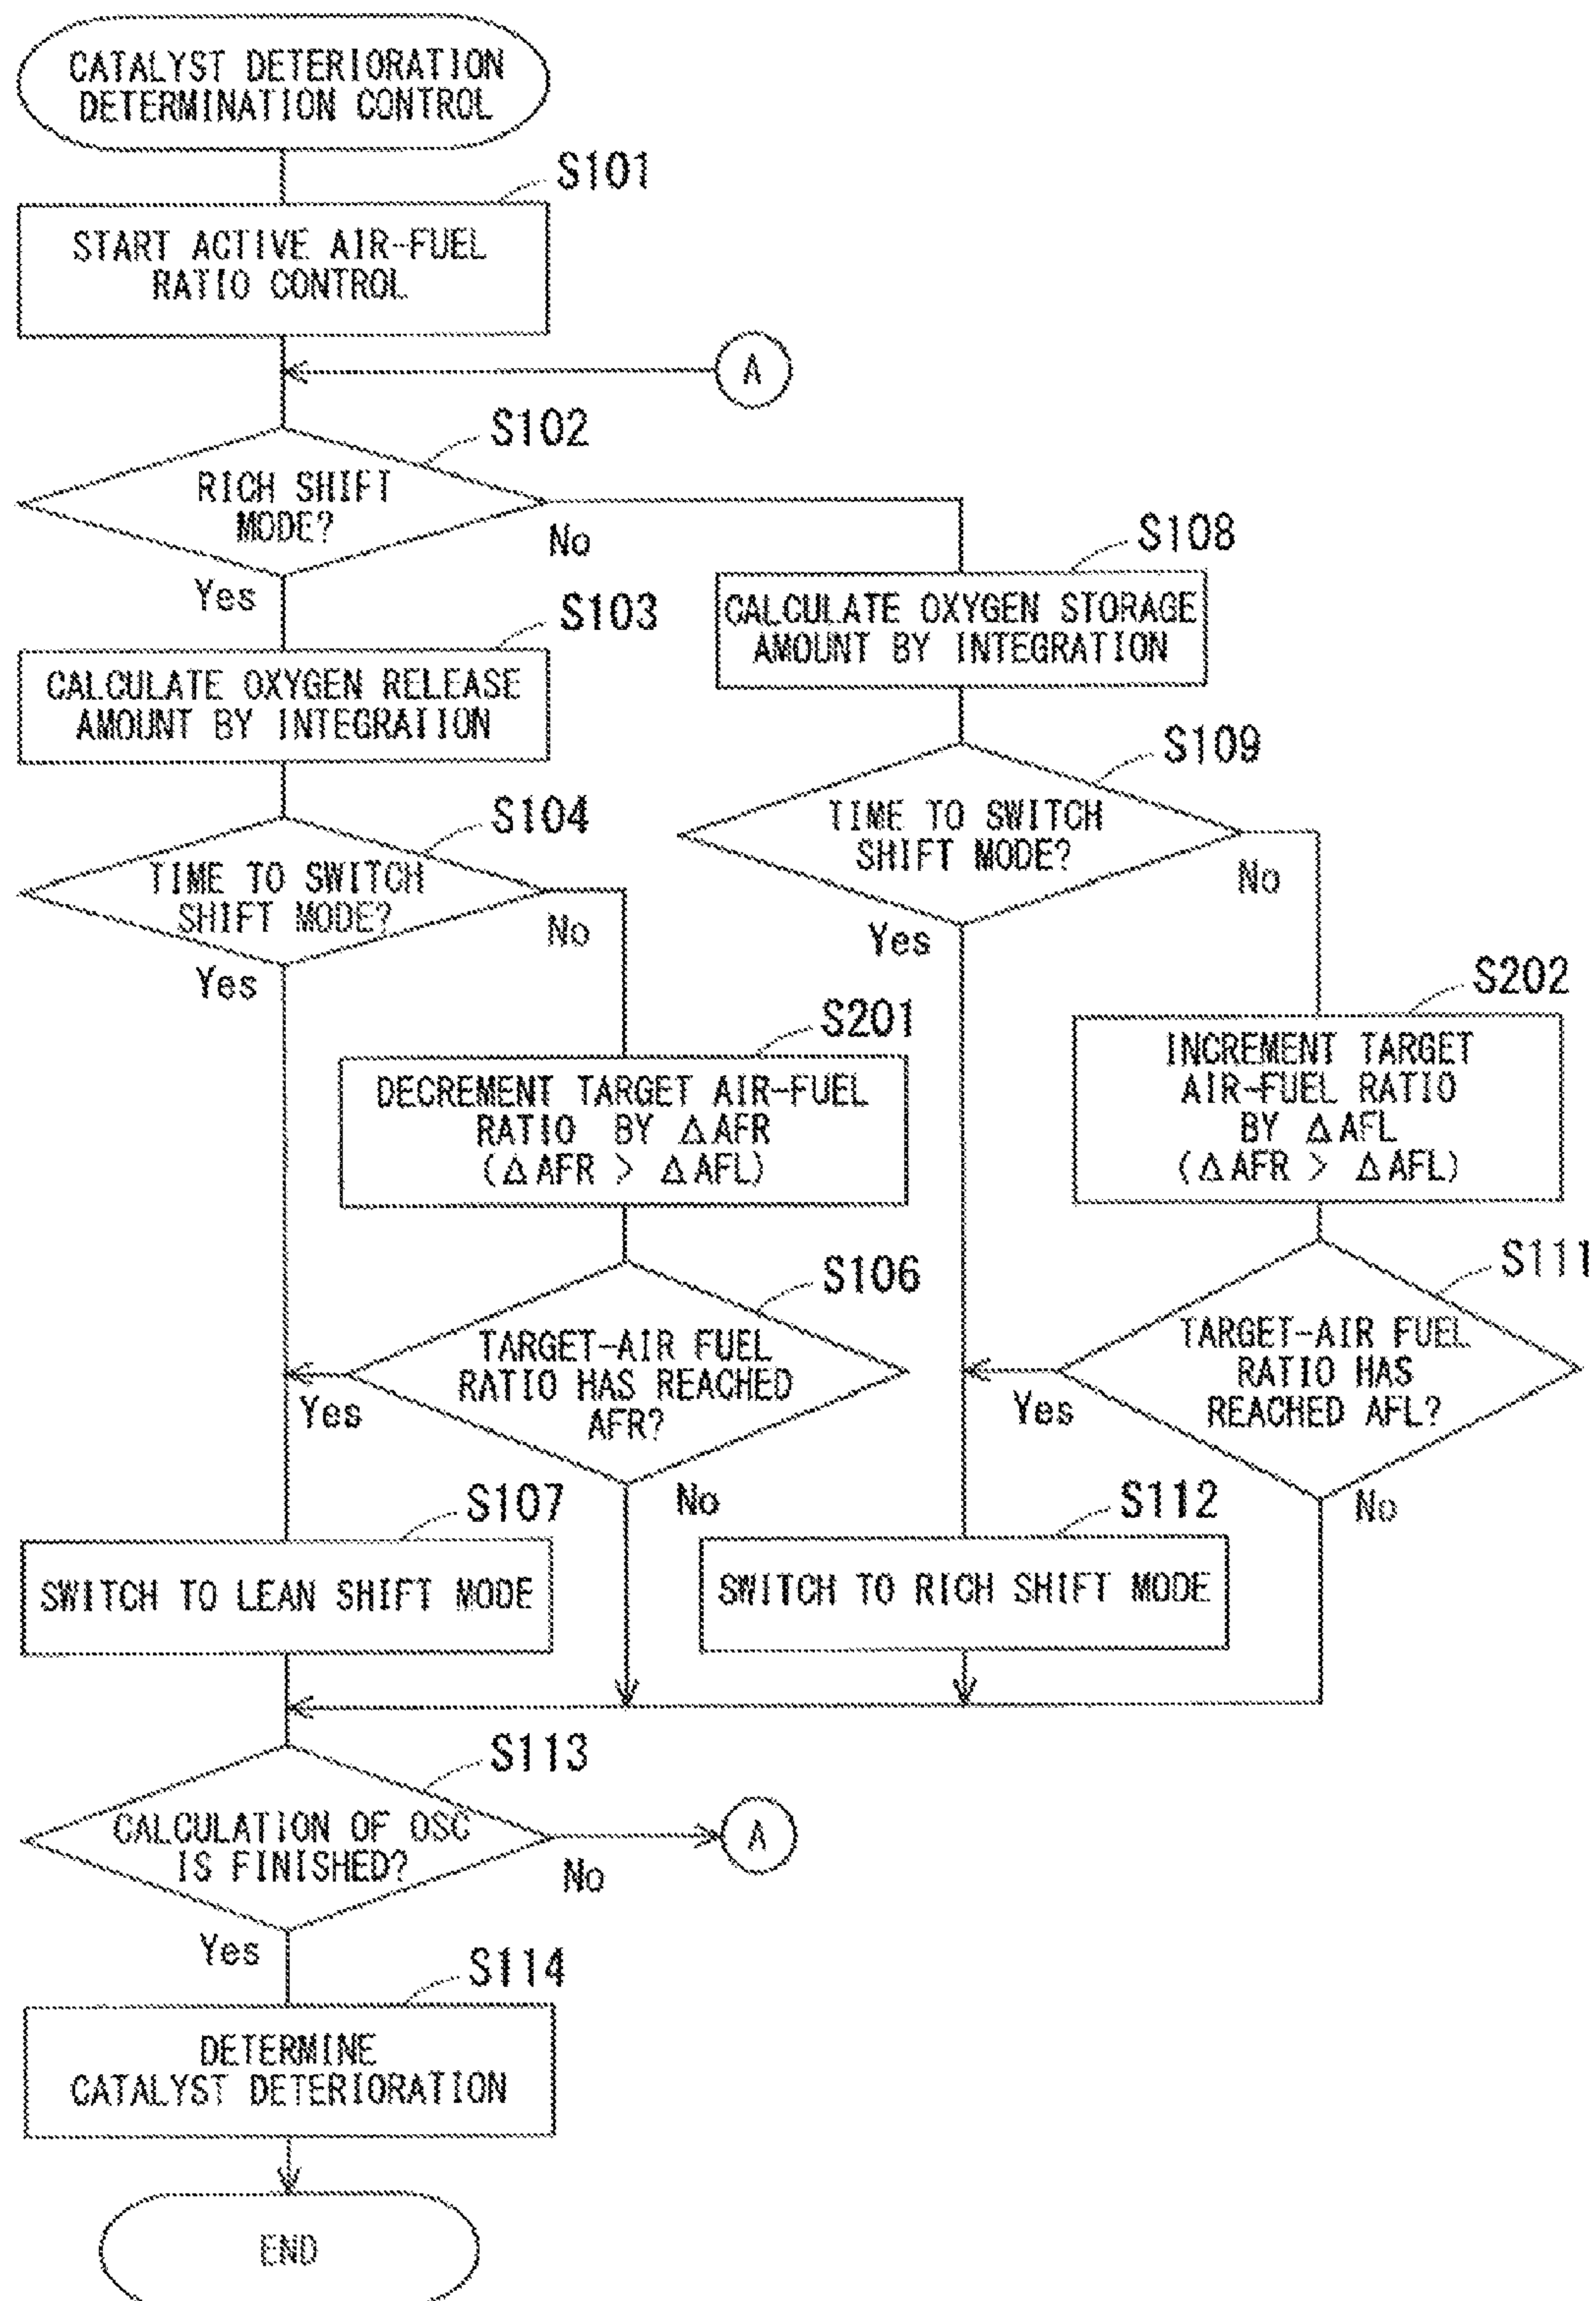 CATALYST DETERIORATION
DETERMINATION CONTROL
S101
START ACTIVE AIR-FUEL
RATIO CONTROL
A
S102
RICH SHIFT
MODE?
No
Yes
S103
CALCULATE OXYGEN RELEASE
AMOUNT BY INTEGRATION
S108
CALCULATE OXYGEN STORAGE
AMOUNT BY INTEGRATION
S104
TIME TO SWITCH
SHIFT MODE?
No
Yes
S109
TIME TO SWITCH
SHIFT MODE?
No
Yes
S201
DECREMENT TARGET AIR-FUEL
RATIO BY ΔAFR
(ΔAFR > ΔAFL)
S202
INCREMENT TARGET
AIR-FUEL RATIO
BY ΔAFL
(ΔAFR > ΔAFL)
S106
TARGET-AIR FUEL
RATIO HAS REACHED
AFR?
Yes
No
S111
TARGET-AIR FUEL
RATIO HAS
REACHED AFL?
Yes
No
S107
SWITCH TO LEAN SHIFT MODE
S112
SWITCH TO RICH SHIFT MODE
S113
CALCULATION OF OSC
IS FINISHED?
No
A
Yes
S114
DETERMINE
CATALYST DETERIORATION
END